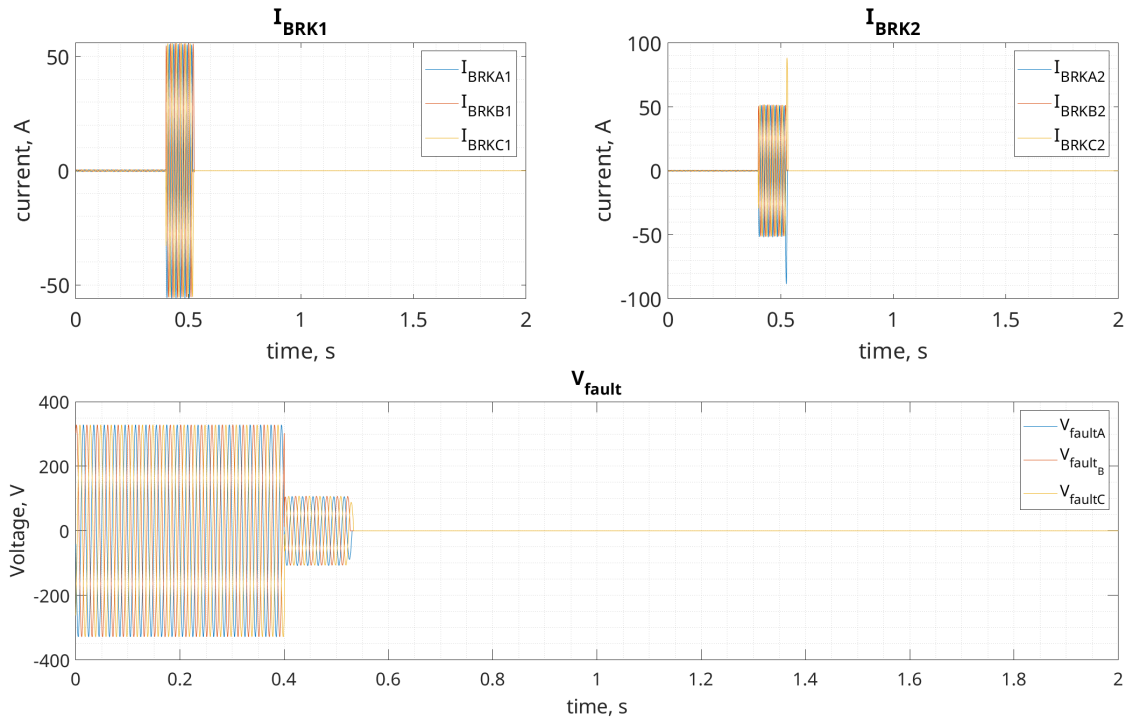 I_BRK1
50
0
-50
current, A
0
0.5
1
1.5
2
time, s
I_BRKA1
I_BRKB1
I_BRKC1
I_BRK2
100
50
0
-50
-100
current, A
0
0.5
1
1.5
2
time, s
I_BRKA2
I_BRKB2
I_BRKC2
V_fault
400
200
0
-200
-400
Voltage, V
0
0.2
0.4
0.6
0.8
1
1.2
1.4
1.6
1.8
2
time, s
V_faultA
V_fault_B
V_faultC